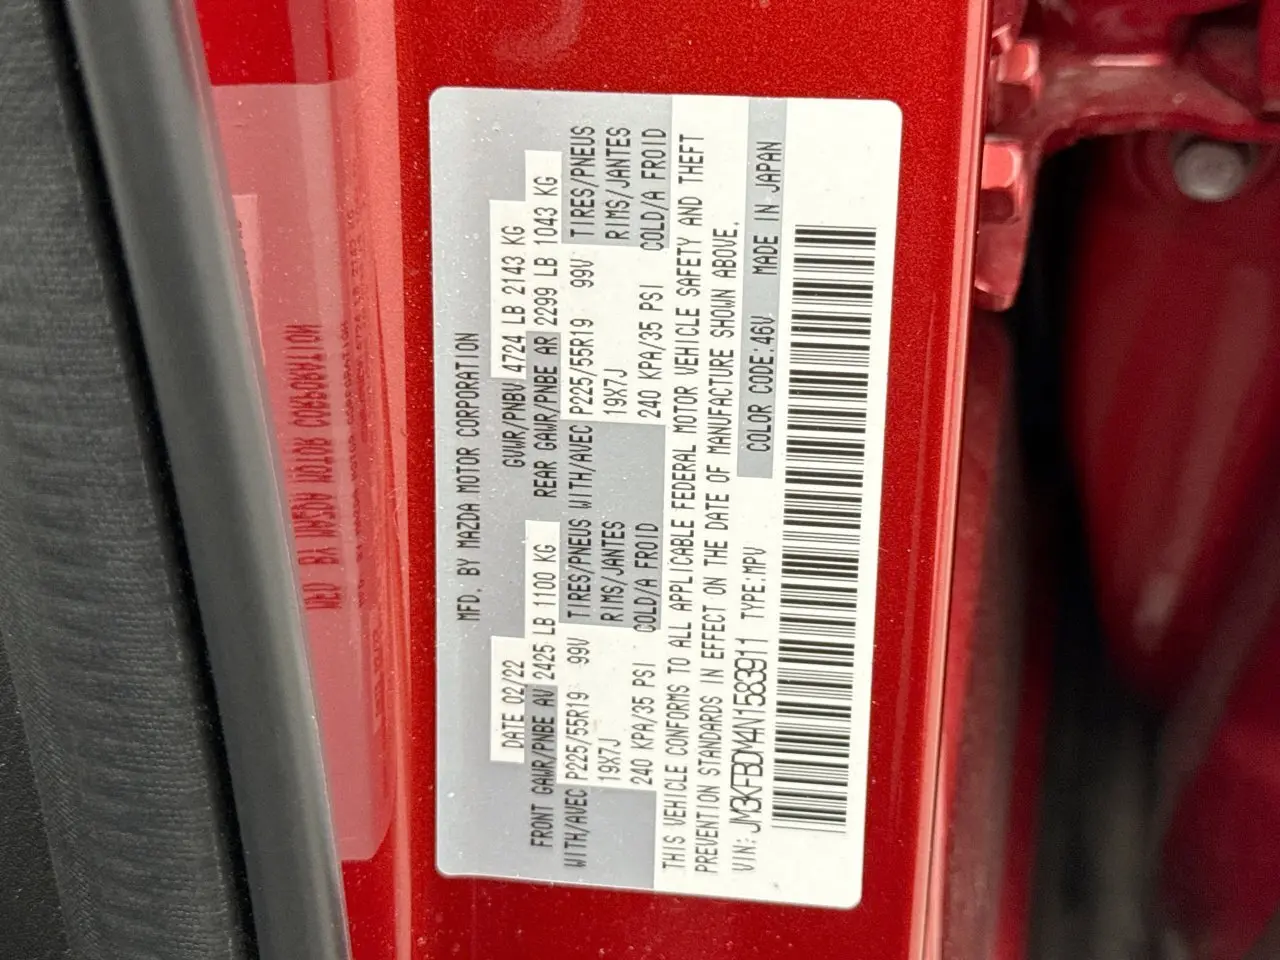 MFD. BY MAZDA MOTOR CORPORATION
DATE 02/22 GVWR/PNBV 4724 LB 2143 KG
FRONT GAWR/PNBE AV 2425 LB 1100 KG REAR GAWR/PNBE AR 2299 LB 1043 KG
WITH/AVEC P225/55R19 99V TIRES/PNEUS WITH/AVEC P225/55R19 99V TIRES/PNEUS
19X7J RIMS/JANTES 19X7J RIMS/JANTES
240 KPA/35 PSI COLD/A FROID 240 KPA/35 PSI COLD/A FROID
THIS VEHICLE CONFORMS TO ALL APPLICABLE FEDERAL MOTOR VEHICLE SAFETY AND THEFT
PREVENTION STANDARDS IN EFFECT ON THE DATE OF MANUFACTURE SHOWN ABOVE.
COLOR CODE:46V MADE IN JAPAN
VIN:JM3KFBDM4N1583911 TYPE:MPV